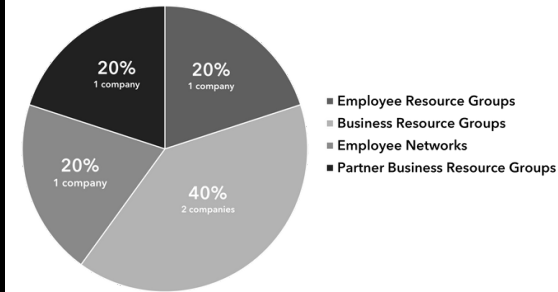 20%
1 company
20%
1 company
20%
1 company
40%
2 companies
Employee Resource Groups
Business Resource Groups
Employee Networks
Partner Business Resource Groups